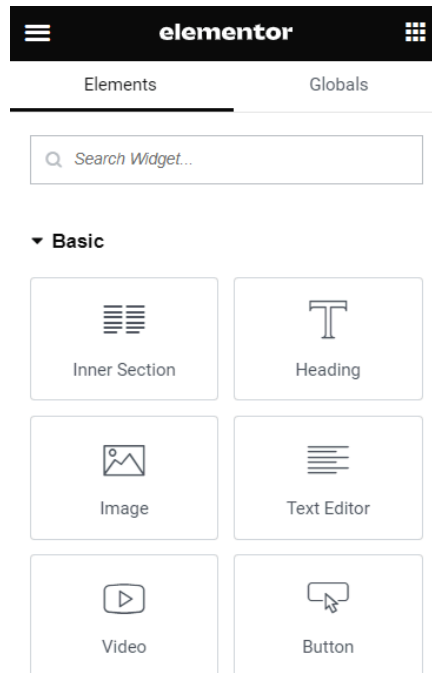 elementor
Elements Globals
Search Widget...
Basic
Inner Section Heading
Image Text Editor
Video Button